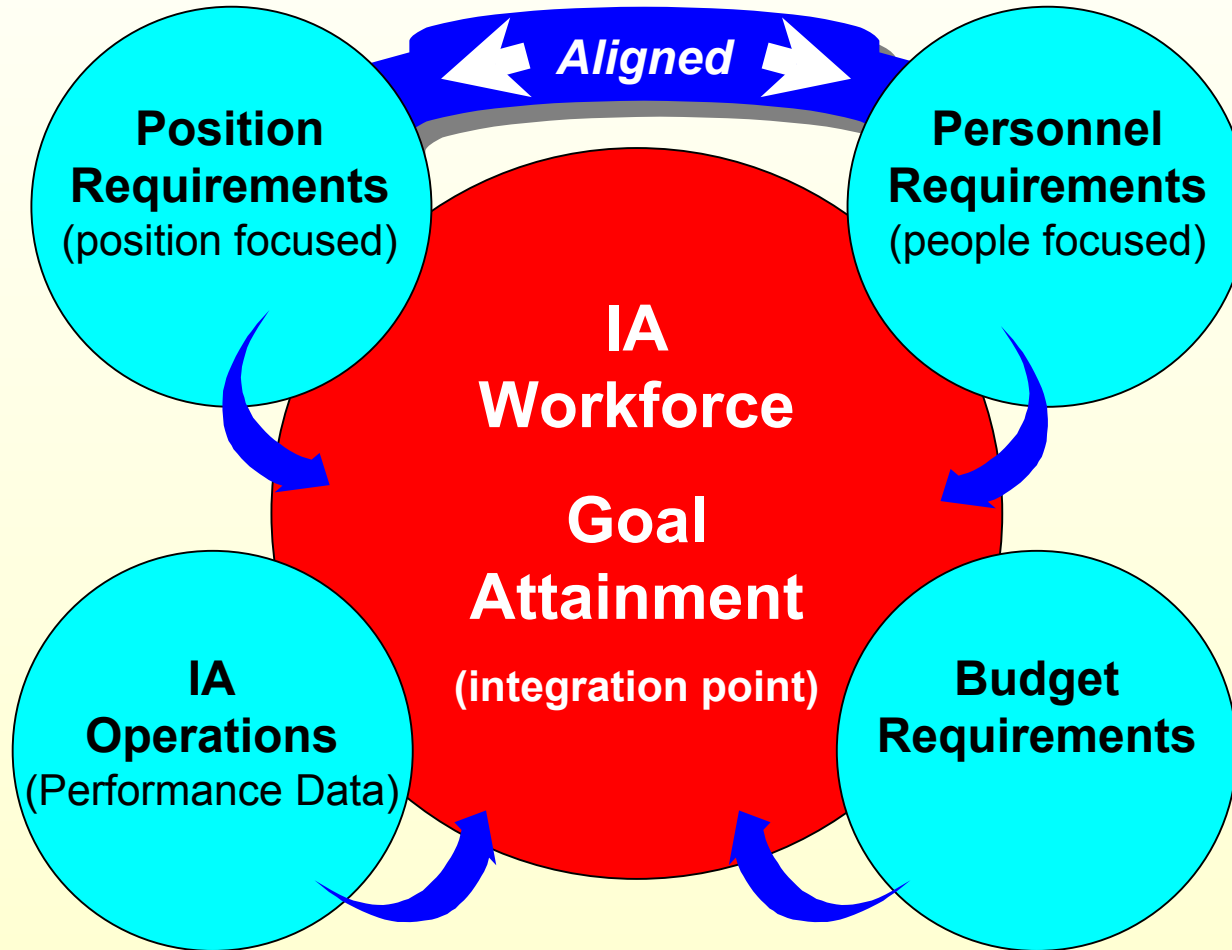 Aligned
Position
Requirements
(position focused)
Personnel
Requirements
(people focused)
IA
Workforce
Goal
Attainment
(integration point)
IA
Operations
(Performance Data)
Budget
Requirements